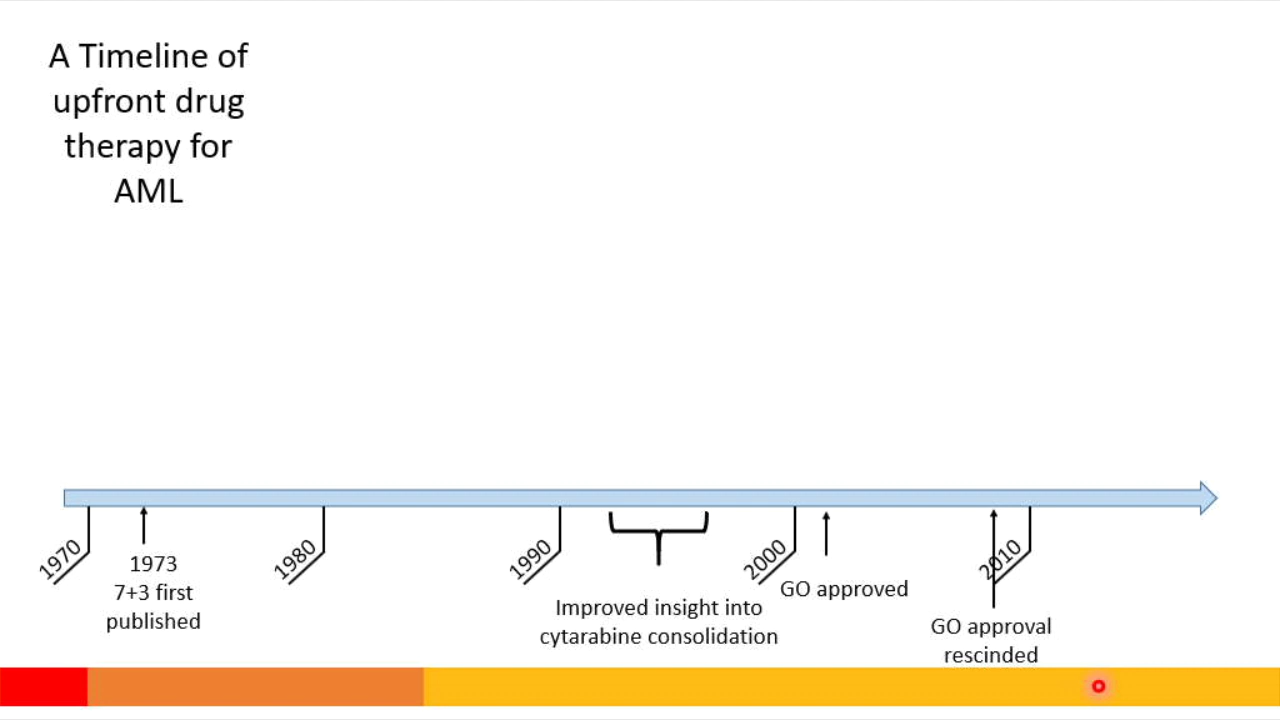 A Timeline of
upfront drug
therapy for
AML
1970
1980
1990
2000
2010
1973
7+3 first
published
Improved insight into
cytarabine consolidation
GO approved
GO approval
rescinded